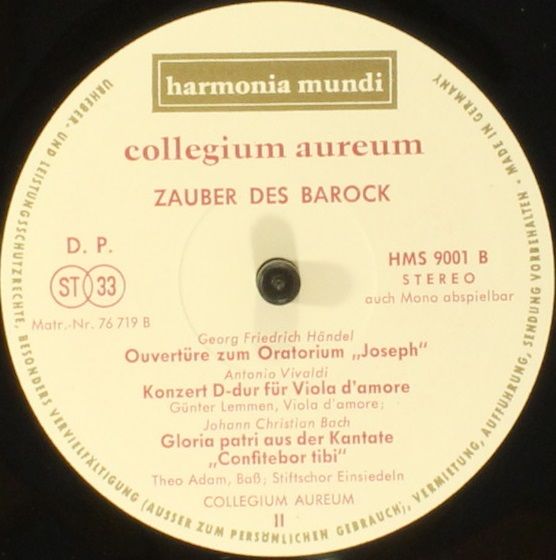 harmonia mundi
collegium aureum
ZAUBER DES BAROCK
D. P.
ST 33
Matr.-Nr. 76 719 B
HMS 9001 B
STEREO
auch Mono abspielbar
Georg Friedrich Händel
Ouvertüre zum Oratorium „Joseph"
Antonio Vivaldi
Konzert D-dur für Viola d'amore
Günter Lemmen, Viola d'amore;
Johann Christian Bach
Gloria patri aus der Kantate
„Confitebor tibi"
Theo Adam, Baß; Stiftschor Einsiedeln
COLLEGIUM AUREUM
II
URHEBER- UND LEISTUNGSSCHUTZRECHTE, BESONDERS VERVIELFÄLTIGUNG (AUSSER ZUM PERSÖNLICHEN GEBRAUCH), VERMIETUNG, AUFFÜHRUNG, SENDUNG VORBEHALTEN • MADE IN GERMANY